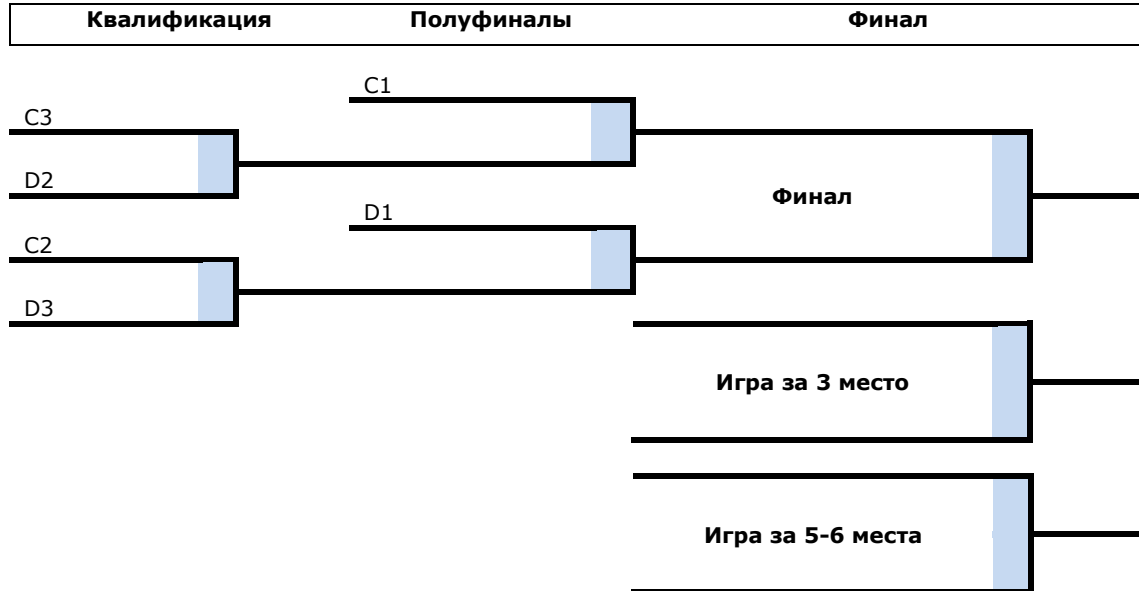 Квалификация Полуфиналы Финал
C1
C3
D2
Финал
D1
C2
D3
Игра за 3 место
Игра за 5-6 места